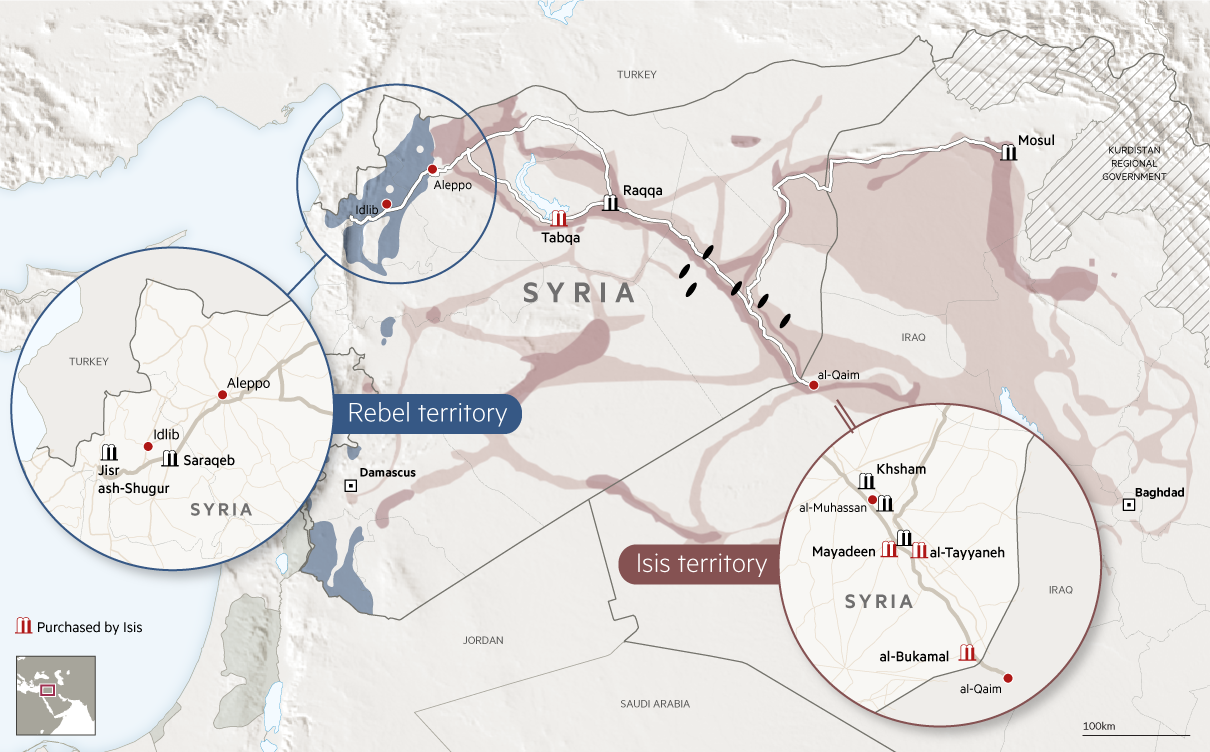 TURKEY
Mosul
KURDISTAN
REGIONAL
GOVERNMENT
Aleppo
Raqqa
Idlib
Tabqa
SYRIA
IRAQ
al-Qaim
TURKEY
Aleppo
Rebel territory
Idlib
Saraqeb
Jisr
ash-Shugur
SYRIA
Damascus
Khsham
al-Muhassan
Baghdad
Mayadeen
al-Tayyaneh
Isis territory
SYRIA
IRAQ
al-Bukamal
al-Qaim
Purchased by Isis
JORDAN
SAUDI ARABIA
100km